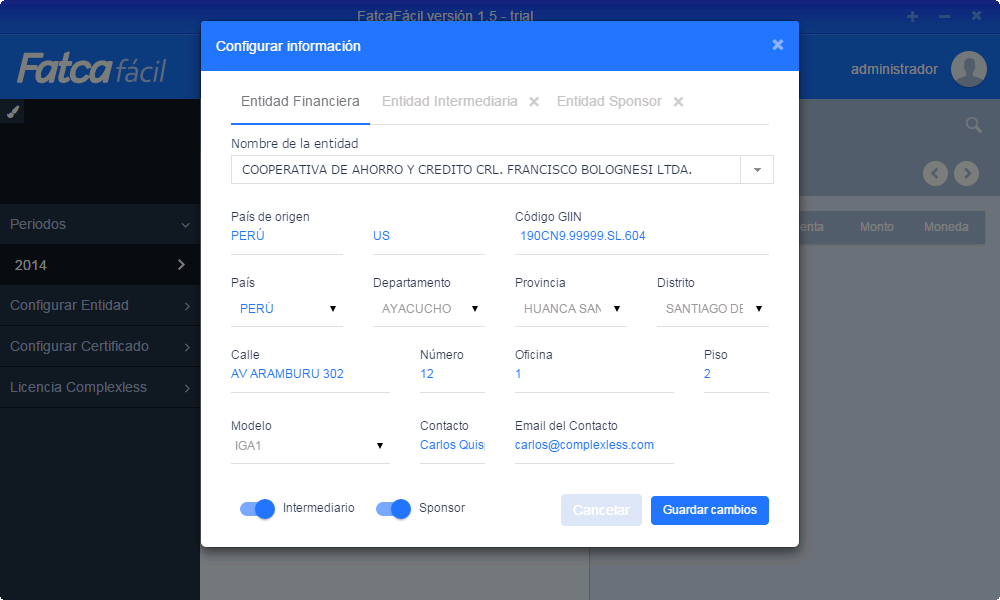 FatcaFácil versión 1.5 - trial
Fatca fácil
administrador
Configurar información
Entidad Financiera
Entidad Intermediaria
Entidad Sponsor
Nombre de la entidad
COOPERATIVA DE AHORRO Y CREDITO CRL. FRANCISCO BOLOGNESI LTDA.
País de origen
Código GIIN
PERÚ
US
190CN9.99999.SL.604
País
Departamento
Provincia
Distrito
PERÚ
AYACUCHO
HUANCA SAN
SANTIAGO DE
Calle
Número
Oficina
Piso
AV ARAMBURU 302
12
1
2
Modelo
Contacto
Email del Contacto
IGA1
Carlos Quis
carlos@complexless.com
Intermediario
Sponsor
Cancelar
Guardar cambios
Periodos
2014
Configurar Entidad
Configurar Certificado
Licencia Complexless
enta
Monto
Moneda